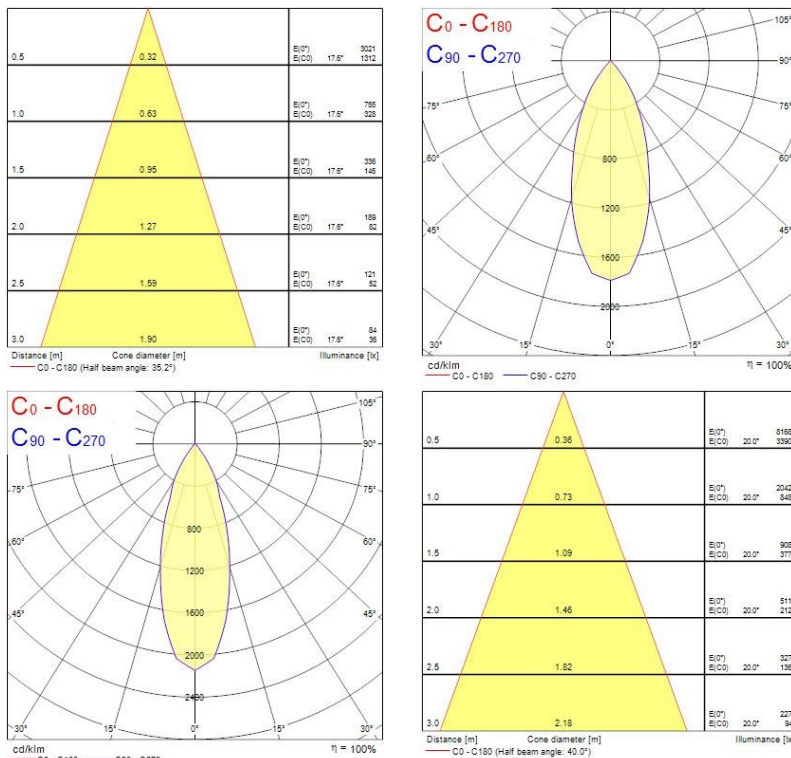 E(0°) 3021
0.5 0.32 E(C0) 17.6° 1312
E(0°) 755
1.0 0.63 E(C0) 17.6° 328
E(0°) 336
1.5 0.95 E(C0) 17.6° 146
E(0°) 189
2.0 1.27 E(C0) 17.6° 82
E(0°) 121
2.5 1.59 E(C0) 17.6° 52
E(0°) 84
3.0 1.90 E(C0) 17.6° 36
Distance [m] Cone diameter [m] Illuminance [lx]
C0 - C180 (Half beam angle: 35.2°)
C0 - C180
C90 - C270
105°
90°
75° 75°
60° 60°
45° 45°
800
1200
1600
2000
30° 15° 0° 15° 30°
cd/klm η = 100%
C0 - C180 C90 - C270
C0 - C180
C90 - C270
105°
90°
75° 75°
60° 60°
45° 45°
800
1200
1600
2000
2400
30° 15° 0° 15° 30°
cd/klm η = 100%
E(0°) 8168
0.5 0.36 E(C0) 20.0° 3390
E(0°) 2042
1.0 0.73 E(C0) 20.0° 848
E(0°) 908
1.5 1.09 E(C0) 20.0° 377
E(0°) 511
2.0 1.46 E(C0) 20.0° 212
E(0°) 327
2.5 1.82 E(C0) 20.0° 136
E(0°) 227
3.0 2.18 E(C0) 20.0° 94
Distance [m] Cone diameter [m] Illuminance [lx
C0 - C180 (Half beam angle: 40.0°)